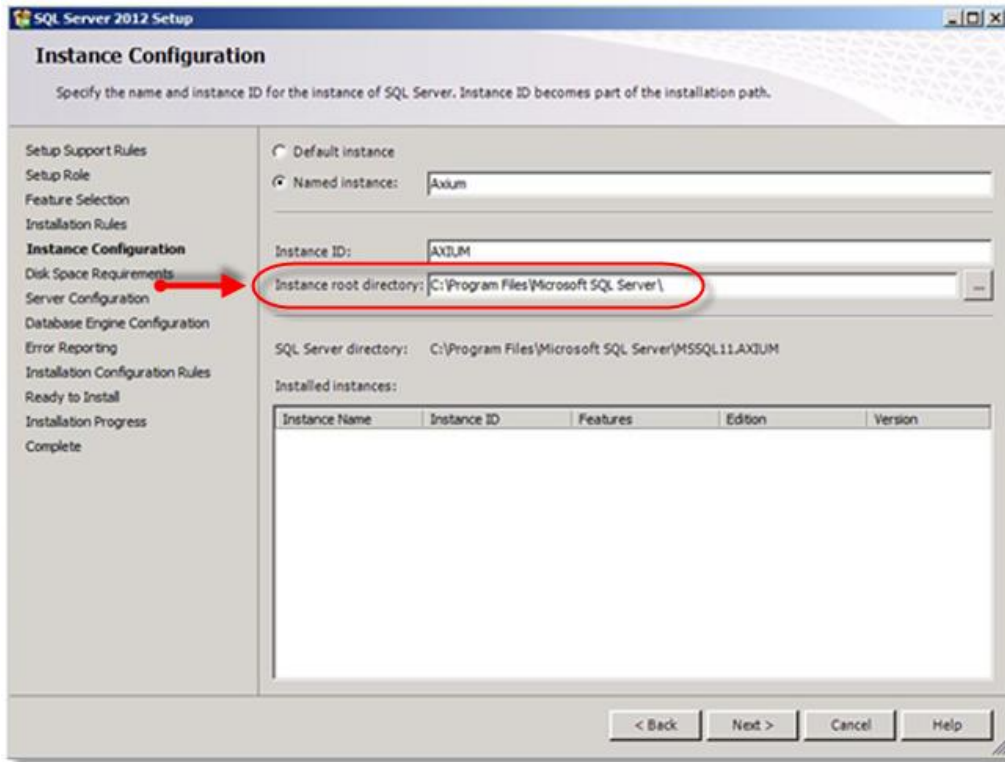 SQL Server 2012 Setup
Instance Configuration
Specify the name and instance ID for the instance of SQL Server. Instance ID becomes part of the installation path.
Setup Support Rules
Setup Role
Feature Selection
Installation Rules
Instance Configuration
Disk Space Requirements
Server Configuration
Database Engine Configuration
Error Reporting
Installation Configuration Rules
Ready to Install
Installation Progress
Complete
Default instance
Named instance: Axium
Instance ID: AXIUM
Instance root directory: C:\Program Files\Microsoft SQL Server\
...
SQL Server directory: C:\Program Files\Microsoft SQL Server\MSSQL11.AXIUM
Installed instances:
Instance Name Instance ID Features Edition Version
< Back Next > Cancel Help